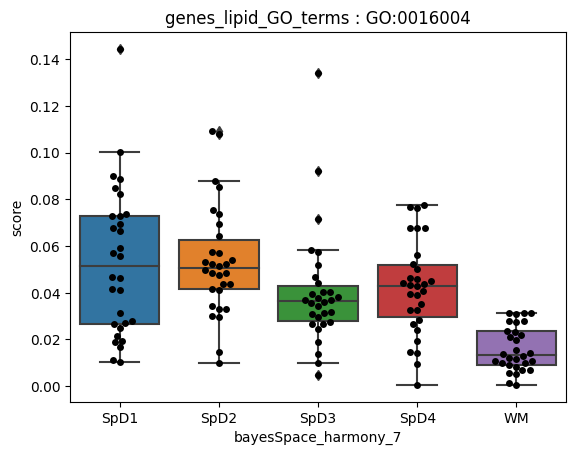 genes_lipid_GO_terms : GO:0016004
score
0.14
0.12
0.10
0.08
0.06
0.04
0.02
0.00
SpD1 SpD2 SpD3 SpD4 WM
bayesSpace_harmony_7